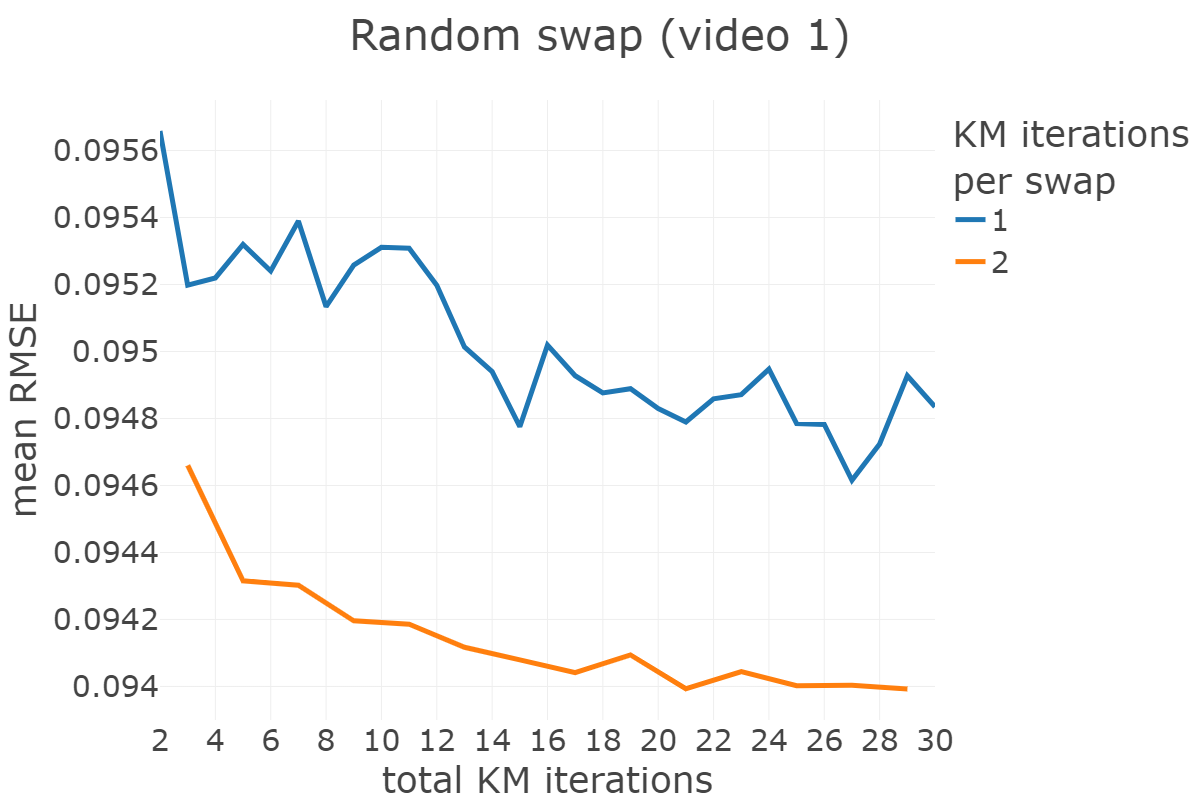 Random swap (video 1)
KM iterations
per swap
1
2
mean RMSE
0.0956
0.0954
0.0952
0.095
0.0948
0.0946
0.0944
0.0942
0.094
2 4 6 8 10 12 14 16 18 20 22 24 26 28 30
total KM iterations